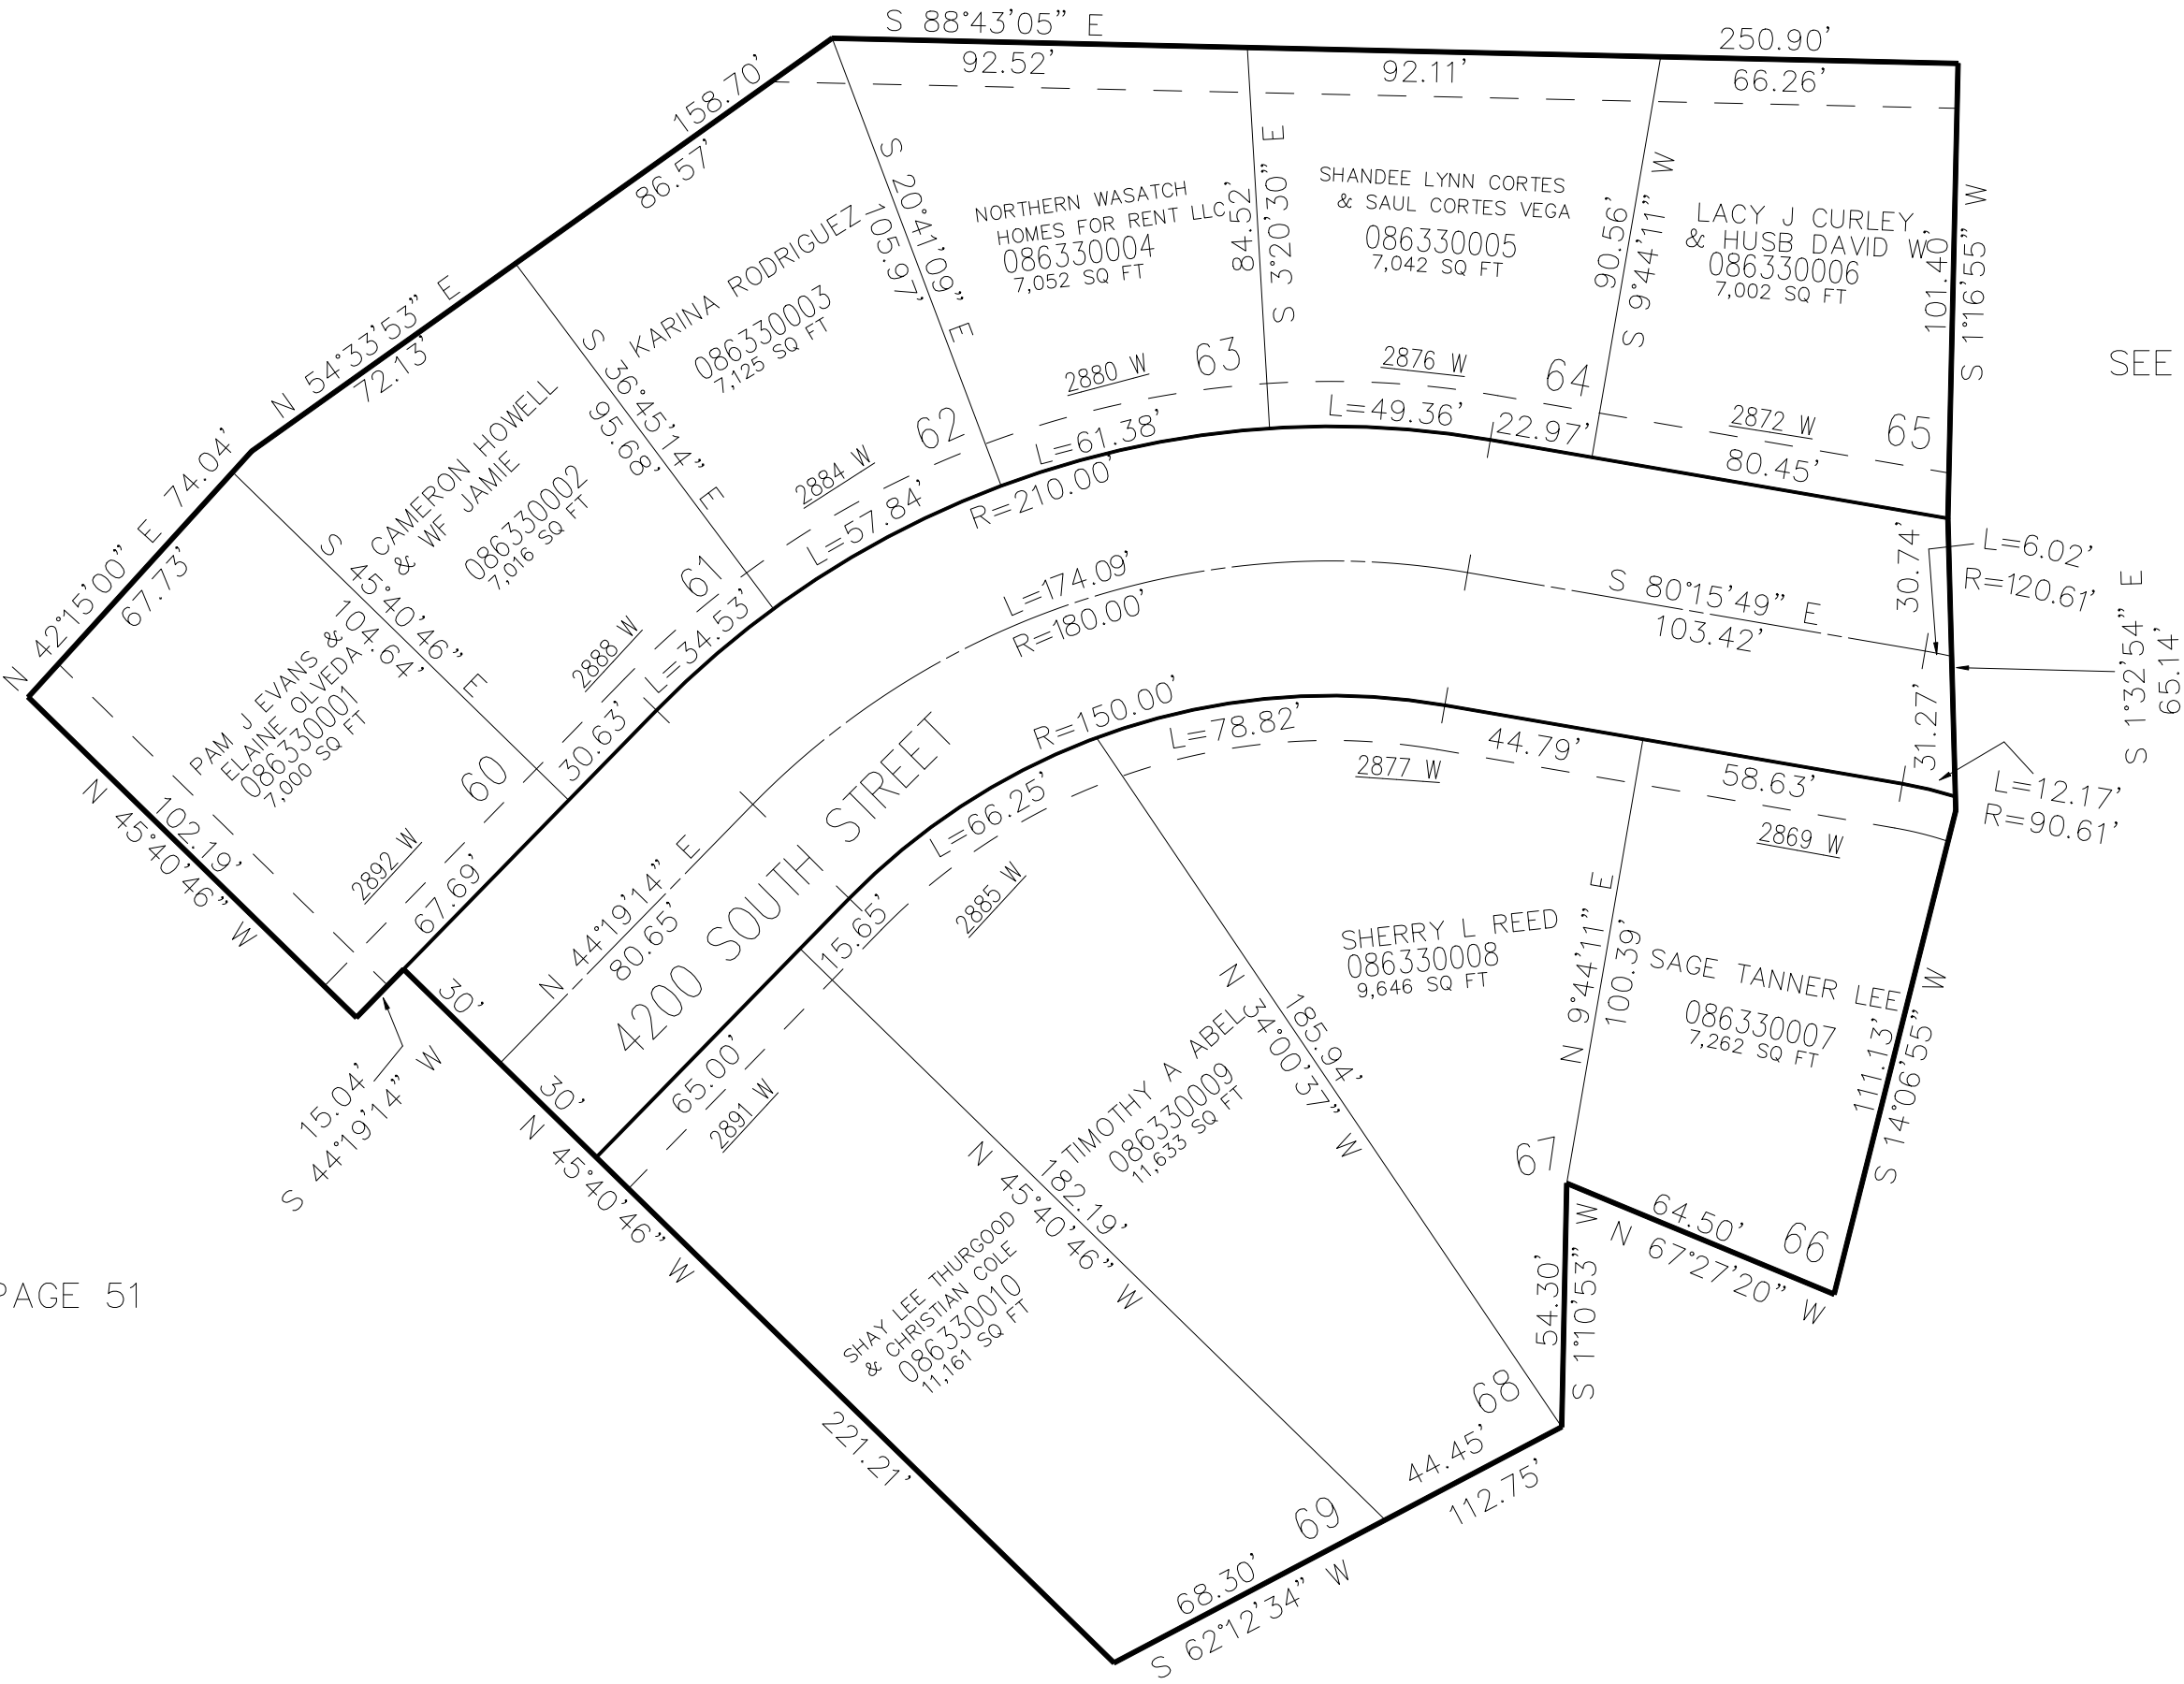 S 88°43'05" E
250.90'
92.52'
92.11'
66.26'
158.70'
86.57'
N 54°33'53" E
72.13'
N 42°15'00" E 74.04'
67.73'
S 20°41'09" E
105.97'
84.52'
S 3°20'30" E
90.56'
S 9°44'11" W
101.40'
S 1°16'55" W
SEE
NORTHERN WASATCH
HOMES FOR RENT LLC
086330004
7,052 SQ FT
63
2880 W
L=61.38'
SHANDEE LYNN CORTES
& SAUL CORTES VEGA
086330005
7,042 SQ FT
2876 W
64
L=49.36'
22.97'
LACY J CURLEY
& HUSB DAVID W
086330006
7,002 SQ FT
2872 W
65
80.45'
KARINA RODRIGUEZ
086330003
7,125 SQ FT
62
2884 W
L=57.84'
R=210.00'
S 36°45'14" E
95.68'
CAMERON HOWELL
& WF JAMIE
086330002
7,016 SQ FT
61
2888 W
L=34.53'
30.63'
S 45°40'46" E
104.64'
PAM J EVANS &
ELAINE OLVEDA
086330001
7,000 SQ FT
60
2892 W
67.69'
102.19'
N 45°40'46" W
15.04'
S 44°19'14" W
30'
30'
N 45°40'46" W
221.21'
N 44°19'14" E
80.65'
4200 SOUTH STREET
L=174.09'
R=180.00'
S 80°15'49" E
103.42'
30.74'
L=6.02'
R=120.61'
S 1°32'54" E
65.14'
31.27'
L=12.17'
R=90.61'
R=150.00'
L=78.82'
44.79'
58.63'
L=66.25'
15.65'
65.00'
2877 W
2869 W
2885 W
2891 W
SHERRY L REED
086330008
9,646 SQ FT
67
N 9°44'11" E
100.39'
SAGE TANNER LEE
086330007
7,262 SQ FT
66
111.13'
S 14°06'55" W
64.50'
N 67°27'20" W
54.30'
S 1°10'53" W
185.94'
N 34°00'37" W
TIMOTHY A ABEL
086330009
11,633 SQ FT
68
182.19'
N 45°40'46" W
SHAY LEE THURGOOD
& CHRISTIAN COLE
086330010
11,161 SQ FT
69
44.45'
112.75'
68.30'
S 62°12'34" W
PAGE 51